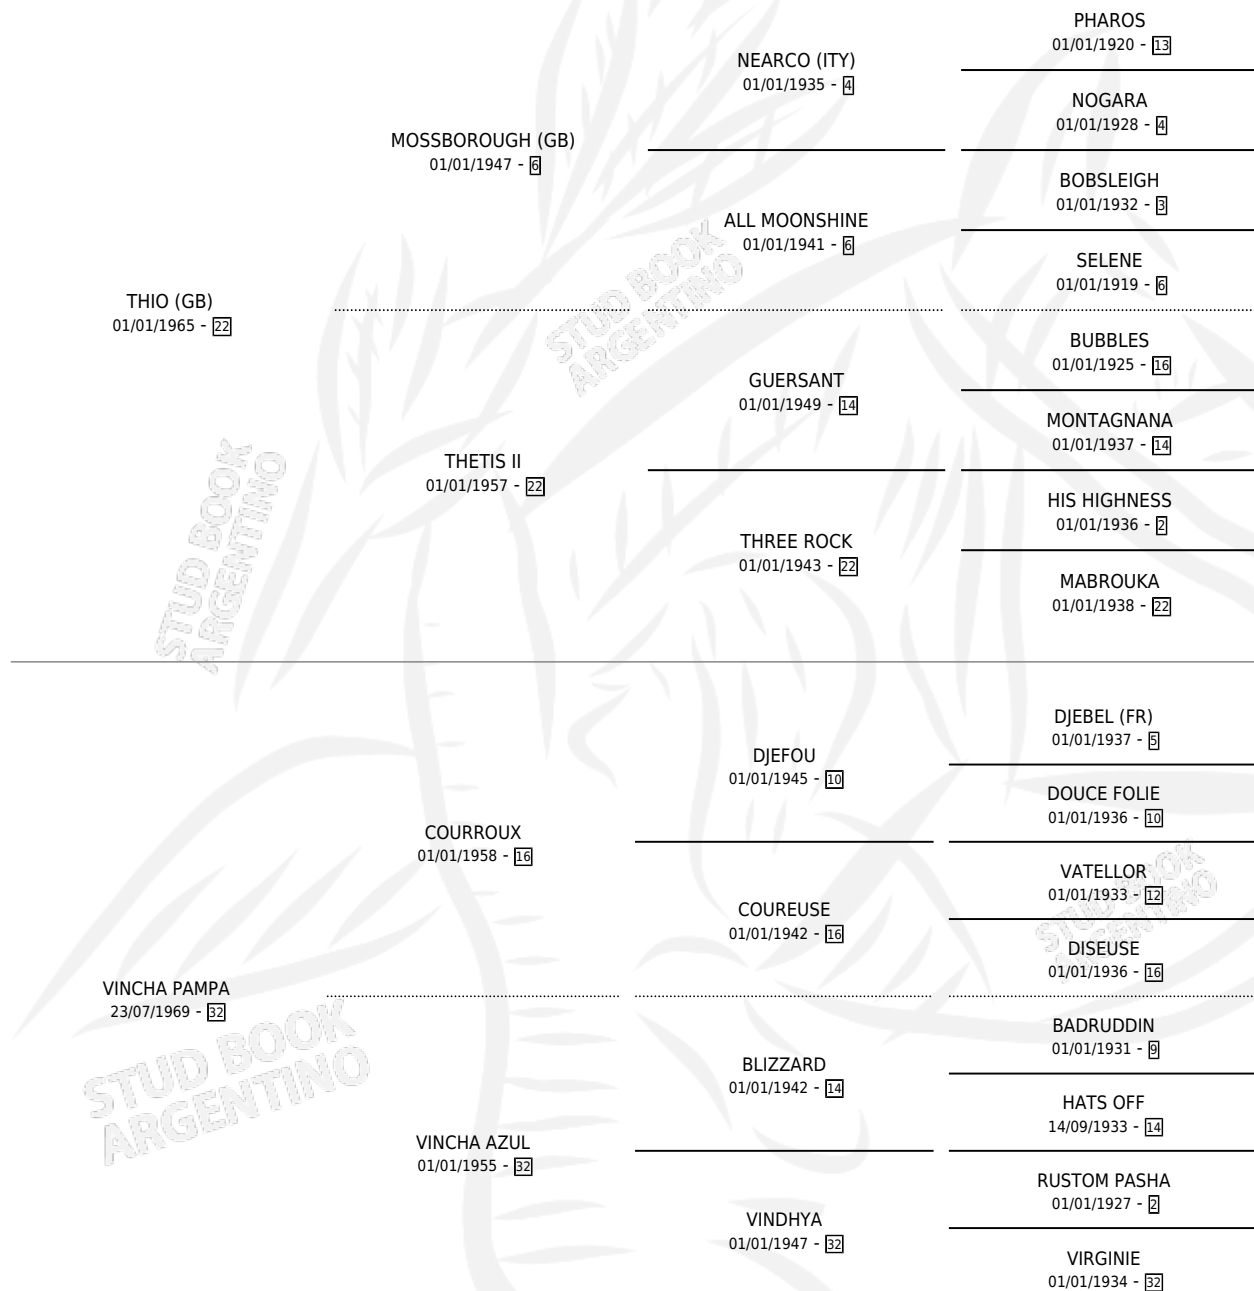 PHAROS
01/01/1920 - 13
NEARCO (ITY)
01/01/1935 - 4
NOGARA
01/01/1928 - 4
MOSSBOROUGH (GB)
01/01/1947 - 6
BOBSLEIGH
01/01/1932 - 3
ALL MOONSHINE
01/01/1941 - 6
SELENE
01/01/1919 - 6
THIO (GB)
01/01/1965 - 22
BUBBLES
01/01/1925 - 16
GUERSANT
01/01/1949 - 14
MONTAGNANA
01/01/1937 - 14
THETIS II
01/01/1957 - 22
HIS HIGHNESS
01/01/1936 - 2
THREE ROCK
01/01/1943 - 22
MABROUKA
01/01/1938 - 22
DJEBEL (FR)
01/01/1937 - 5
DJEFOU
01/01/1945 - 10
DOUCE FOLIE
01/01/1936 - 10
COURROUX
01/01/1958 - 16
VATELLOR
01/01/1933 - 12
COUREUSE
01/01/1942 - 16
DISEUSE
01/01/1936 - 16
VINCHA PAMPA
23/07/1969 - 32
BADRUDDIN
01/01/1931 - 9
BLIZZARD
01/01/1942 - 14
HATS OFF
14/09/1933 - 14
VINCHA AZUL
01/01/1955 - 32
RUSTOM PASHA
01/01/1927 - 2
VINDHYA
01/01/1947 - 32
VIRGINIE
01/01/1934 - 32
STUD BOOK
ARGENTINO
STUD BOOK
ARGENTINO
STUD BOOK
ARGENTINO
STUD BOOK
ARGENTINO